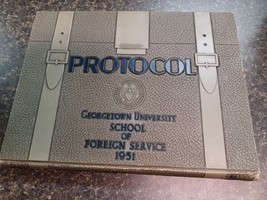 PROTOCOL
GEORGETOWN UNIVERSITY
SCHOOL
OF
FOREIGN SERVICE
1951